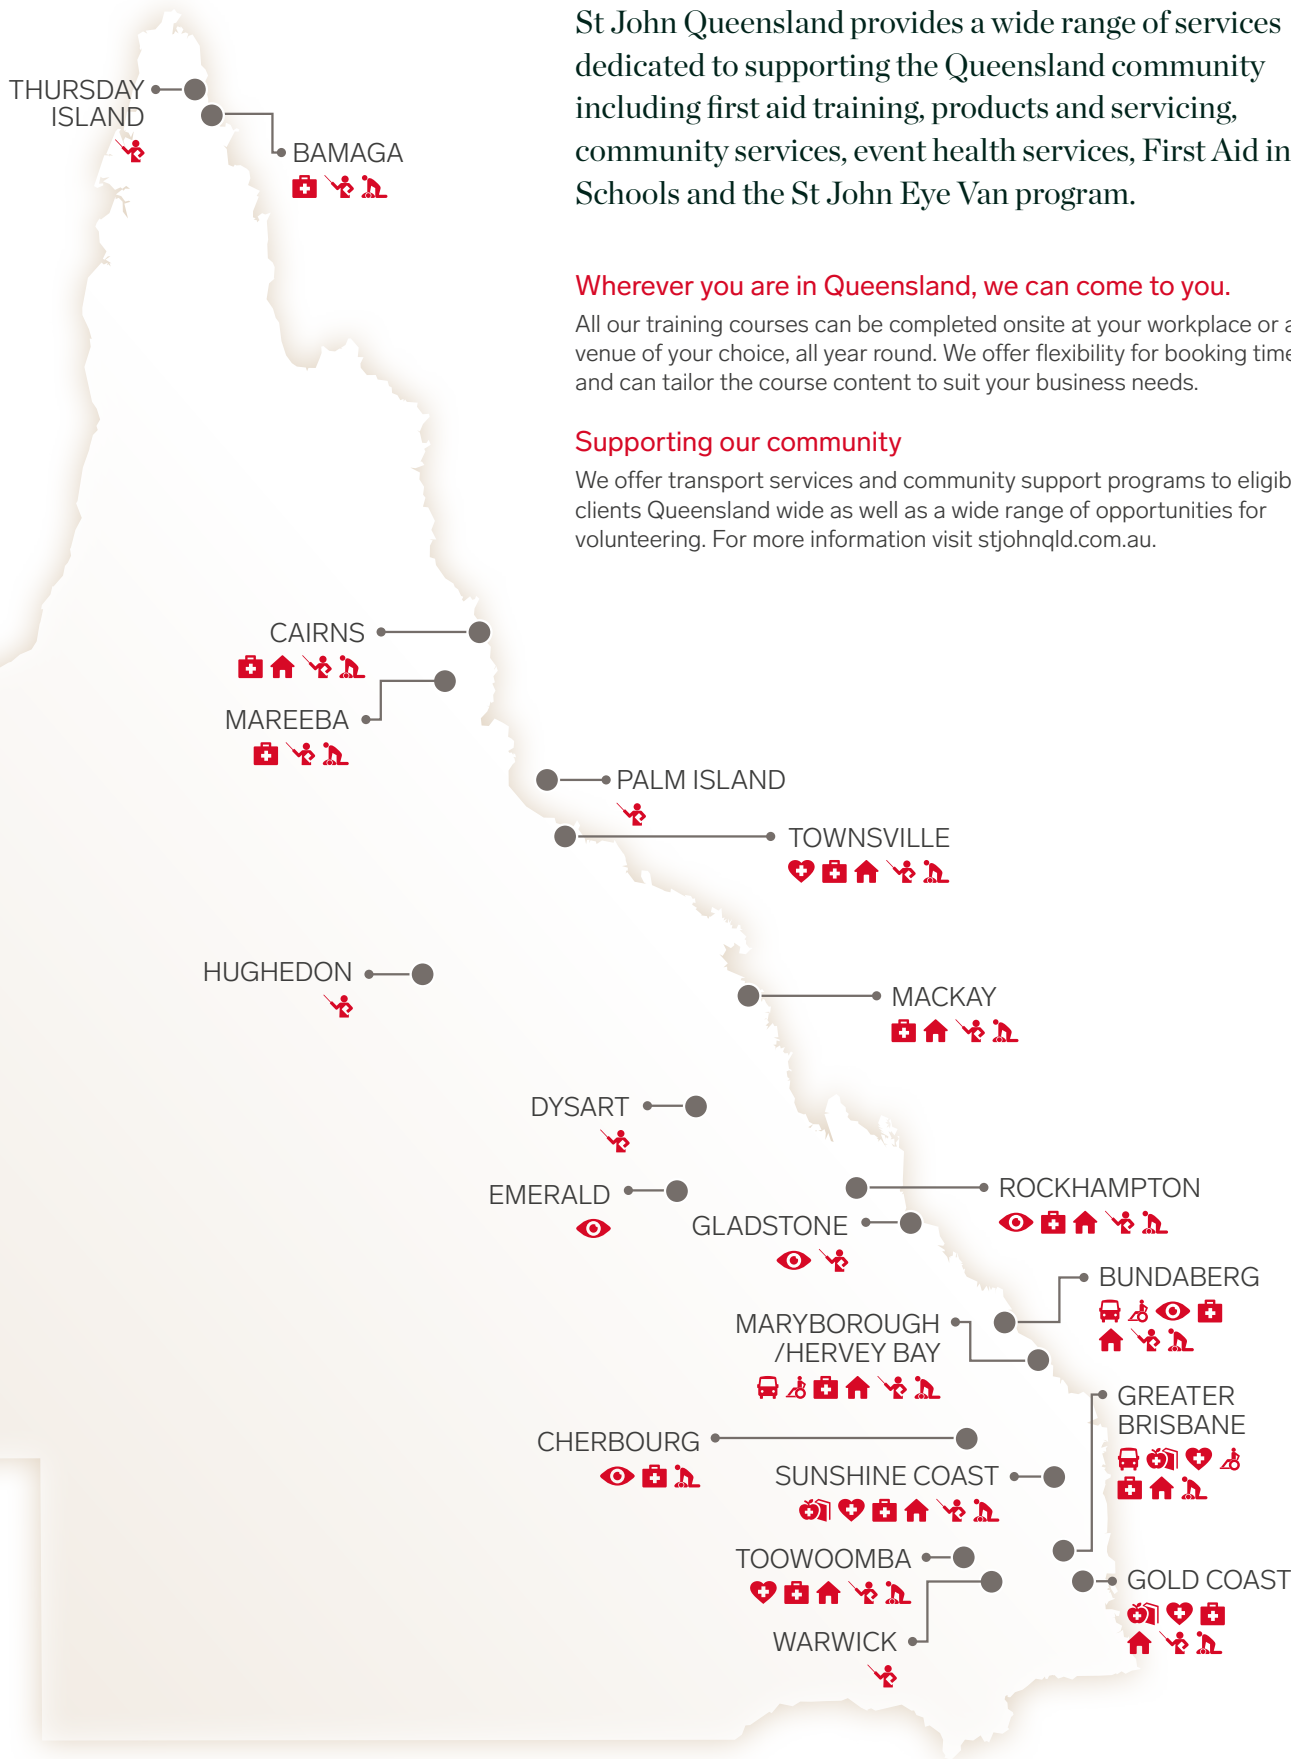 St John Queensland provides a wide range of services
dedicated to supporting the Queensland community
including first aid training, products and servicing,
community services, event health services, First Aid in
Schools and the St John Eye Van program.
Wherever you are in Queensland, we can come to you.
All our training courses can be completed onsite at your workplace or a
venue of your choice, all year round. We offer flexibility for booking time
and can tailor the course content to suit your business needs.
Supporting our community
We offer transport services and community support programs to eligib
clients Queensland wide as well as a wide range of opportunities for
volunteering. For more information visit stjohnqld.com.au.
THURSDAY
ISLAND
BAMAGA
CAIRNS
MAREEBA
PALM ISLAND
TOWNSVILLE
HUGHEDON
MACKAY
DYSART
EMERALD
ROCKHAMPTON
GLADSTONE
BUNDABERG
MARYBOROUGH
/HERVEY BAY
GREATER
BRISBANE
CHERBOURG
SUNSHINE COAST
TOOWOOMBA
GOLD COAST
WARWICK